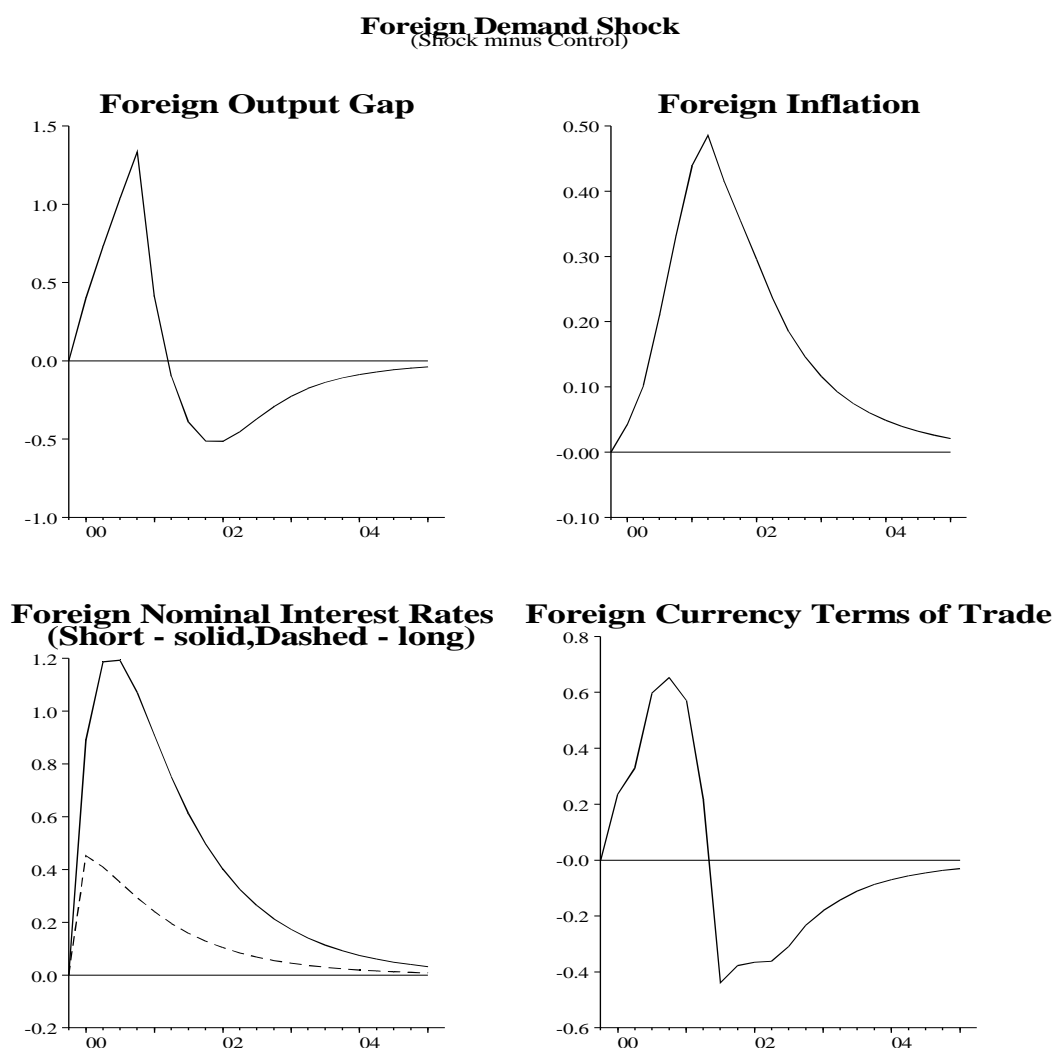 Foreign Demand Shock
(Shock minus Control)
Foreign Output Gap
1.5
1.0
0.5
0.0
-0.5
-1.0
00 02 04
Foreign Inflation
0.50
0.40
0.30
0.20
0.10
-0.00
-0.10
00 02 04
Foreign Nominal Interest Rates
(Short - solid,Dashed - long)
1.2
1.0
0.8
0.6
0.4
0.2
0.0
-0.2
00 02 04
Foreign Currency Terms of Trade
0.8
0.6
0.4
0.2
-0.0
-0.2
-0.4
-0.6
00 02 04